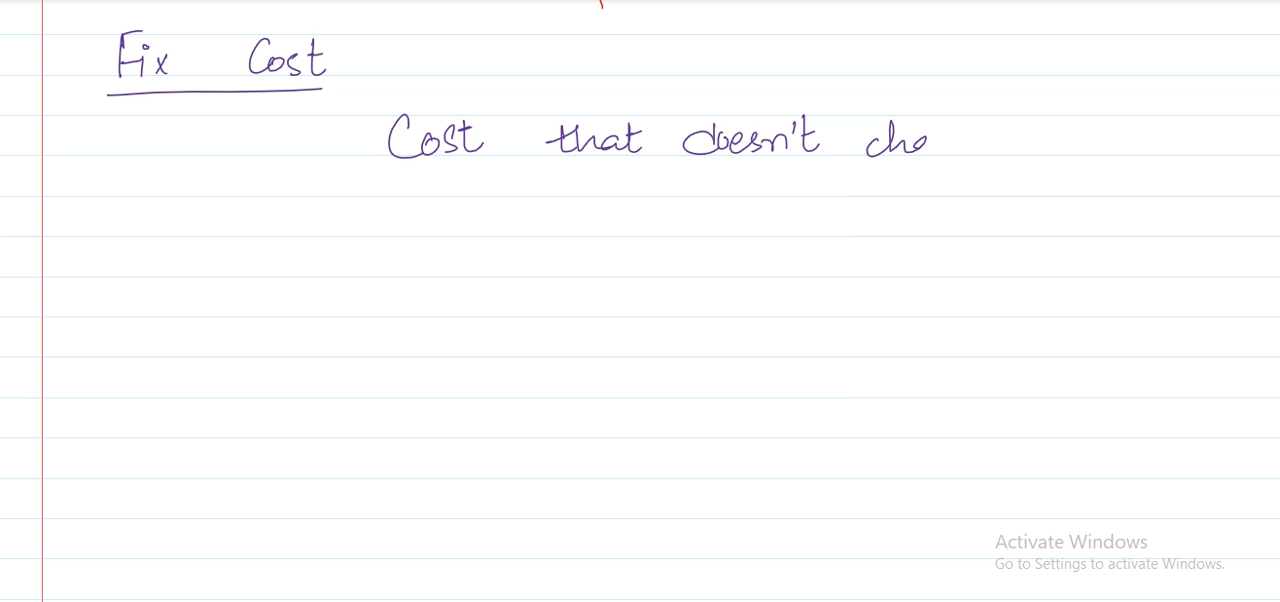 Fix Cost
Cost that doesn't cha
Activate Windows
Go to Settings to activate Windows.